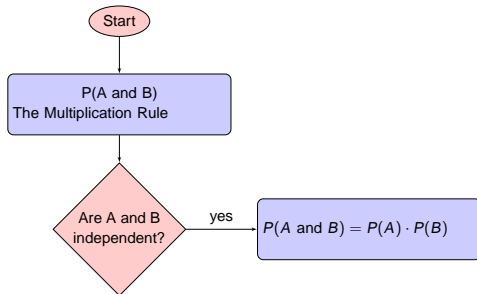 Start
P(A and B)
The Multiplication Rule
Are A and B
independent?
yes
P(A and B) = P(A) · P(B)